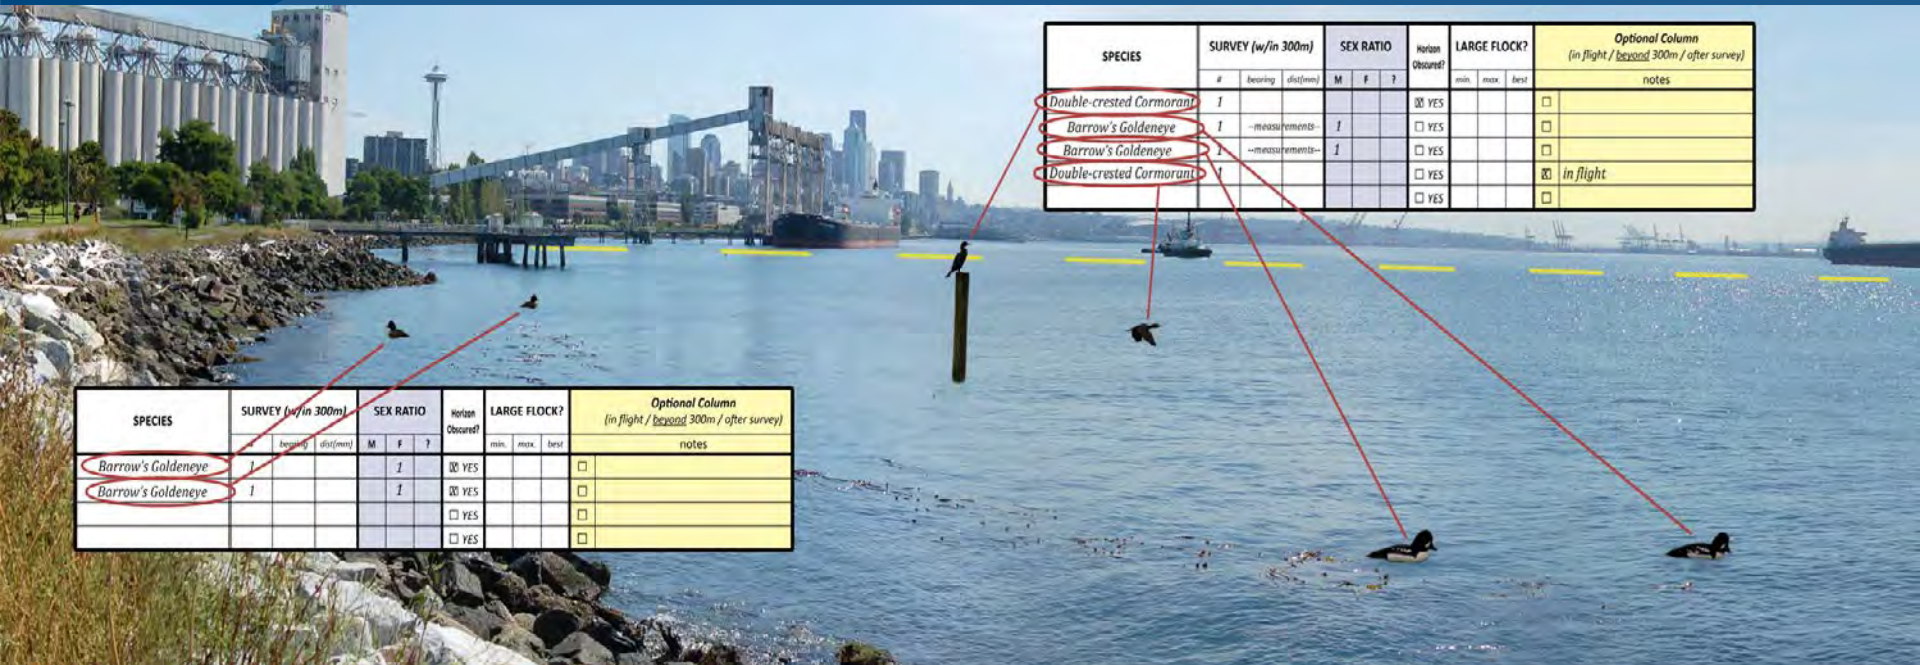 SPECIES SURVEY (w/in 300m) SEX RATIO Horizon Obscured? LARGE FLOCK? Optional Column (in flight / beyond 300m / after survey)
# bearing dist(mm) M F ? min. max. best notes
Double-crested Cormorant 1 YES
Barrow's Goldeneye 1 --measurements-- 1 YES
Barrow's Goldeneye 1 --measurements-- 1 YES
Double-crested Cormorant 1 YES in flight
YES
SPECIES SURVEY (w/in 300m) SEX RATIO Horizon Obscured? LARGE FLOCK? Optional Column (in flight / beyond 300m / after survey)
# bearing dist(mm) M F ? min. max. best notes
Barrow's Goldeneye 1 1 YES
Barrow's Goldeneye 1 1 YES
YES
YES